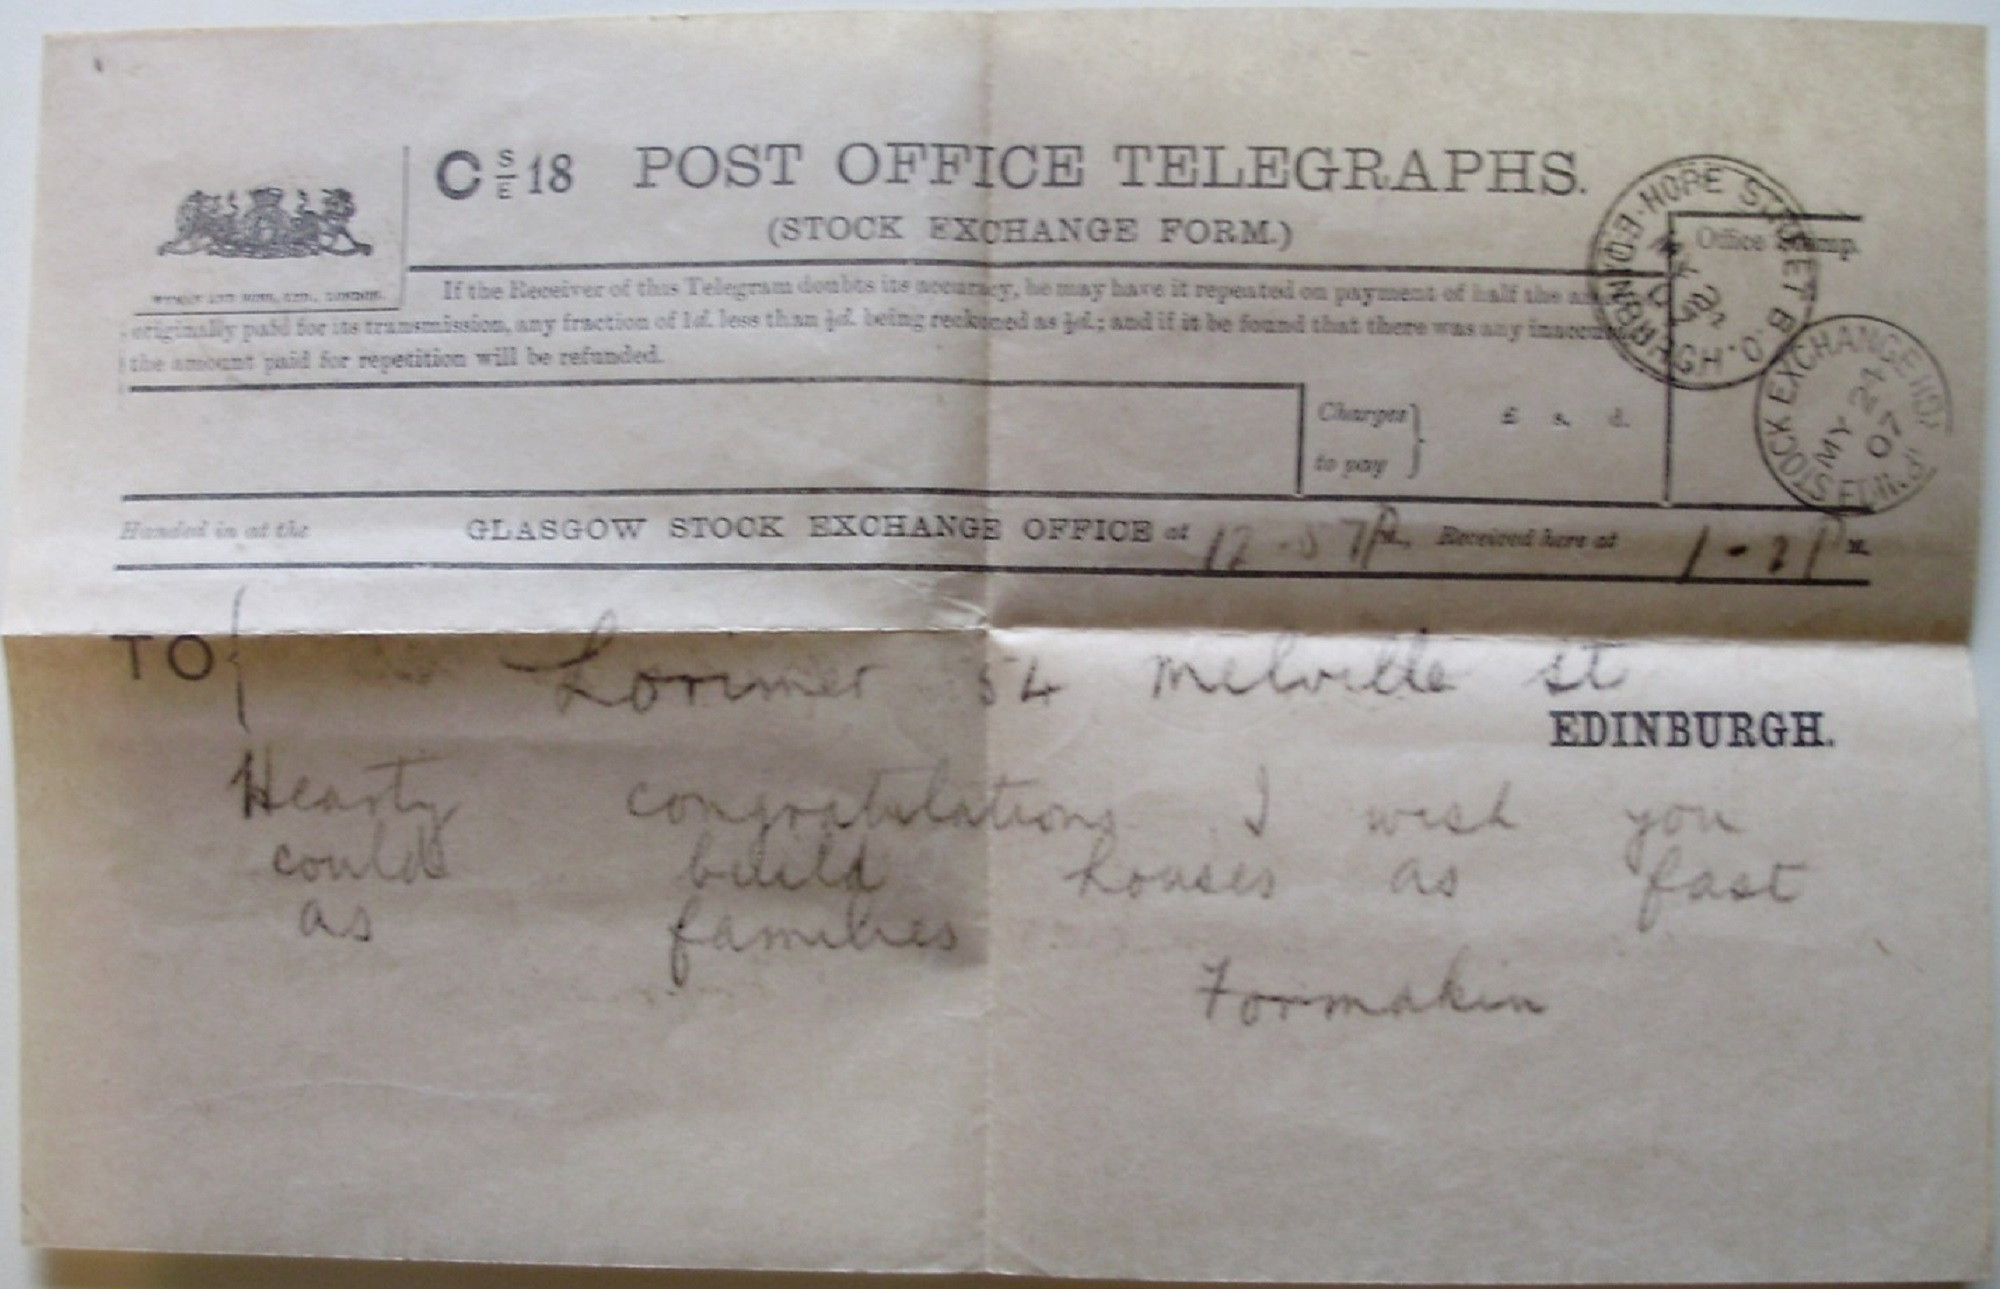 C S/E 18 POST OFFICE TELEGRAPHS.
(STOCK EXCHANGE FORM.)
Office Stamp.
HOPE STREET B.O. EDINBURGH MY 07
STOCK EXCHANGE MY 21 07
If the Receiver of this Telegram doubts its accuracy, he may have it repeated on payment of half the
originally paid for its transmission, any fraction of 1d. less than ½d. being reckoned as ½d.; and if it be found that there was any
the amount paid for repetition will be refunded.
Charges to pay } £ s. d.
Handed in at the GLASGOW STOCK EXCHANGE OFFICE at 12-57 P M., Received here at 1-21 P M.
TO { Lorimer 54 Melville St
EDINBURGH.
Hearty congratulations I wish you
could build houses as fast
as families
Formakin